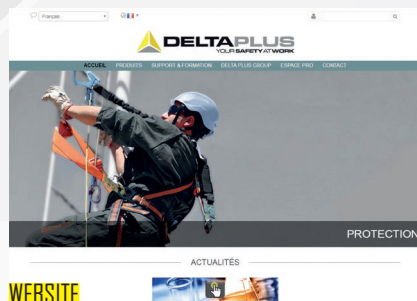 Français
DELTAPLUS
YOUR SAFETY AT WORK
ACCUEIL PRODUITS SUPPORT & FORMATION DELTA PLUS GROUP ESPACE PRO CONTACT
PROTECTION
ACTUALITÉS
WEBSITE